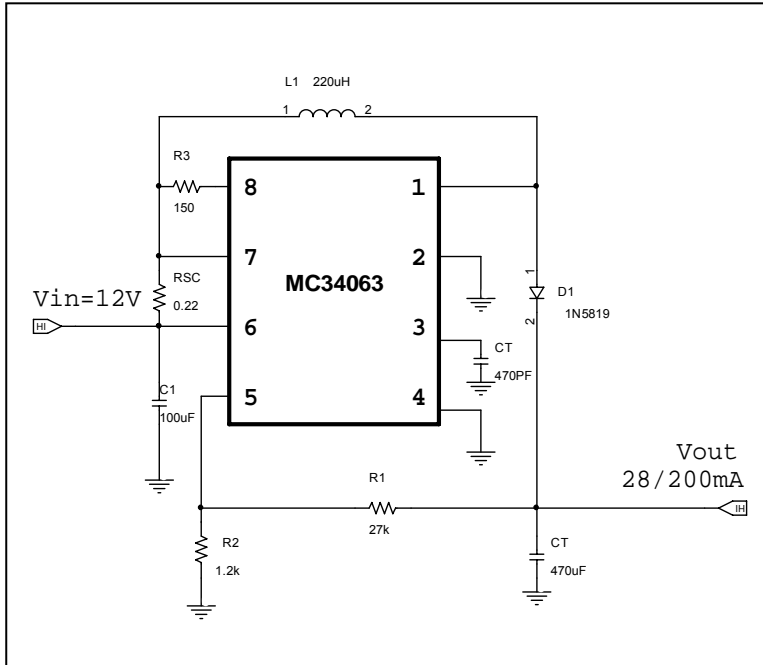 L1 220uH
1 2
R3
150
8 1
7 2
RSC
0.22
MC34063
Vin=12V
HI
6 3
1
D1
1N5819
2
CT
470PF
C1
100uF
5 4
Vout
28/200mA
R1
27k
IH
R2
1.2k
CT
470uF